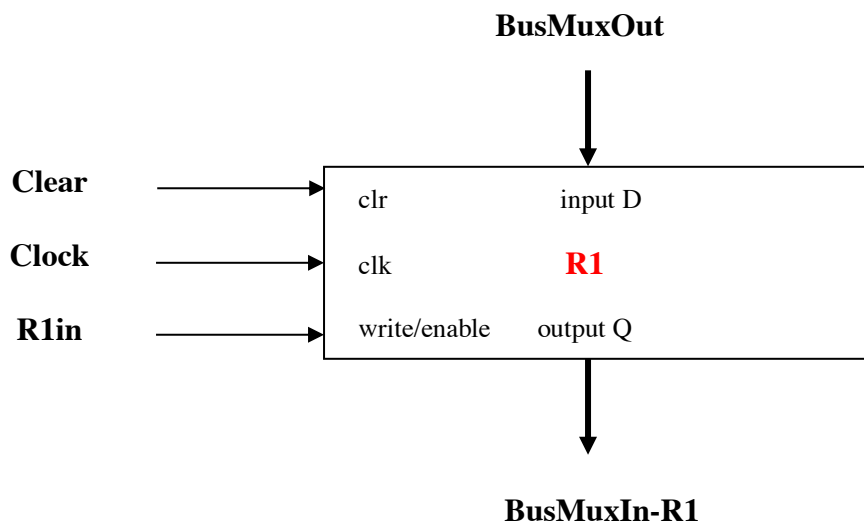 BusMuxOut
Clear
clr input D
Clock
clk R1
R1in
write/enable output Q
BusMuxIn-R1